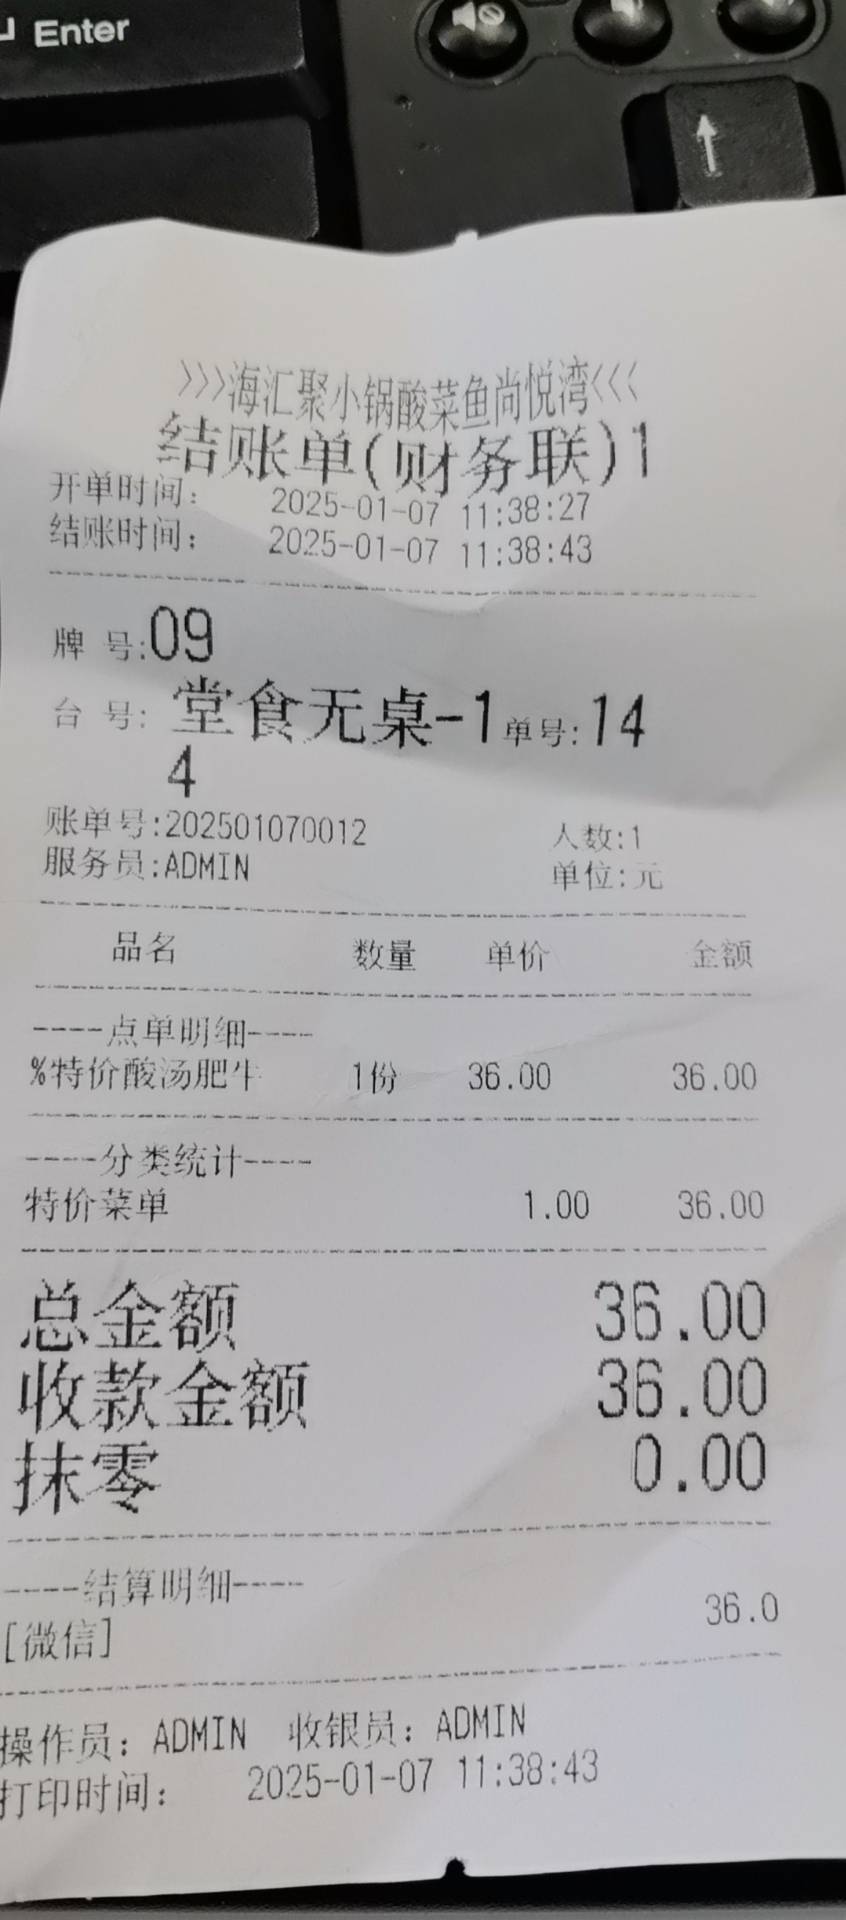 Enter
>>>海汇聚小锅酸菜鱼尚悦湾<<<
结账单(财务联)1
开单时间: 2025-01-07 11:38:27
结账时间: 2025-01-07 11:38:43
牌 号:09
台 号: 堂食无桌-1 单号:14
4
账单号:202501070012 人数:1
服务员:ADMIN 单位:元
品名 数量 单价 金额
----点单明细----
%特价酸汤肥牛 1份 36.00 36.00
----分类统计----
特价菜单 1.00 36.00
总金额 36.00
收款金额 36.00
抹零 0.00
----结算明细----
[微信] 36.0
操作员: ADMIN 收银员: ADMIN
打印时间: 2025-01-07 11:38:43